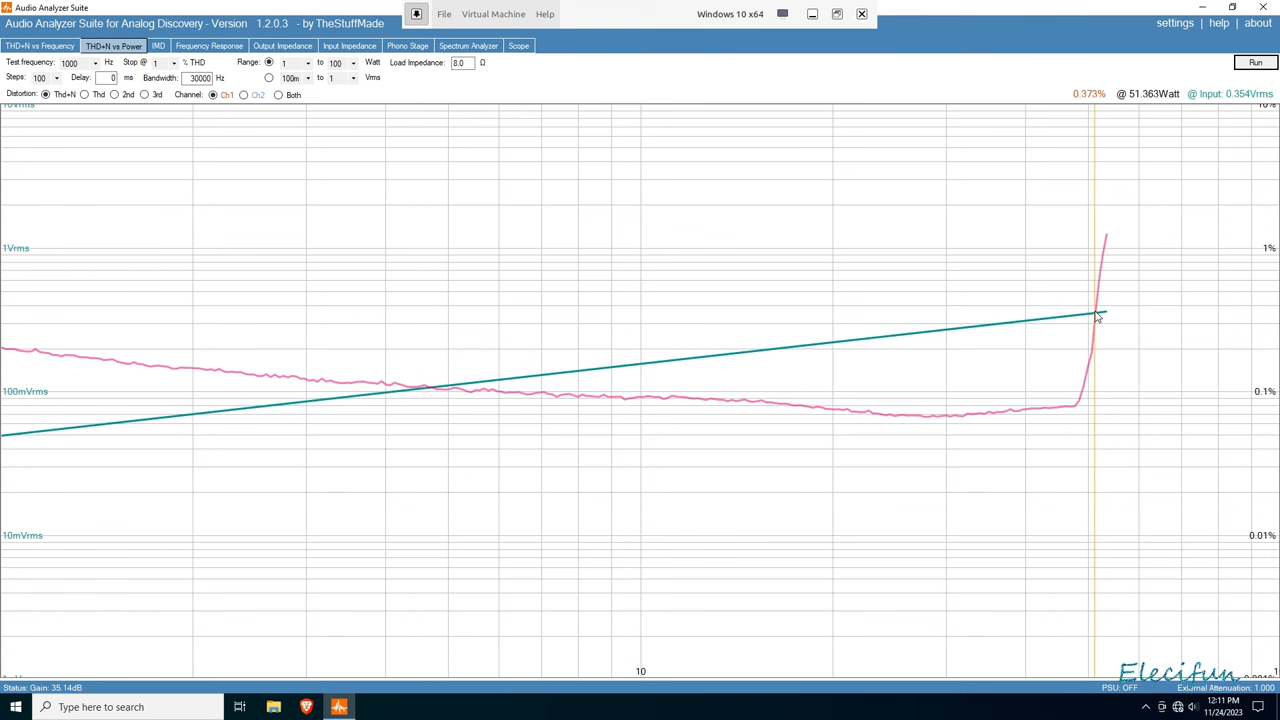 Audio Analyzer Suite
File Virtual Machine Help
Windows 10 x64
Audio Analyzer Suite for Analog Discovery - Version 1.2.0.3 - by TheStuffMade
settings | help | about
THD+N vs Frequency THD+N vs Power IMD Frequency Response Output Impedance Input Impedance Phono Stage Spectrum Analyzer Scope
Test frequency: 1000 Hz Stop @ 1 % THD Range: 1 to 100 Watt Load Impedance: 8.0 Ω
Run
Steps: 100 Delay: 0 ms Bandwidth: 30000 Hz 100m to 1 Vrms
Distortion: Thd+N Thd 2nd 3rd Channel: Ch1 Ch2 Both
0.373% @ 51.363Watt @ Input: 0.354Vrms
10Vrms 10%
1Vrms 1%
100mVrms 0.1%
10mVrms 0.01%
10 1
Elecifun
Status: Gain: 35.14dB
PSU: OFF External Attenuation: 1.000
Type here to search
12:11 PM
11/24/2023